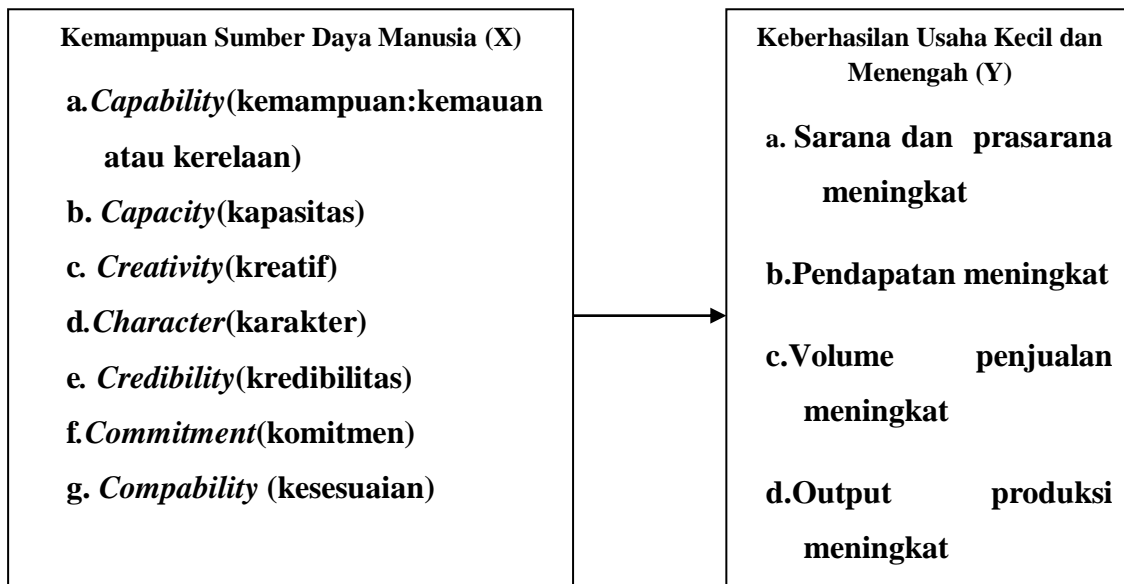 Kemampuan Sumber Daya Manusia (X)
a.Capability(kemampuan:kemauan
atau kerelaan)
b. Capacity(kapasitas)
c. Creativity(kreatif)
d.Character(karakter)
e. Credibility(kredibilitas)
f.Commitment(komitmen)
g. Compability (kesesuaian)
Keberhasilan Usaha Kecil dan
Menengah (Y)
a. Sarana dan prasarana
meningkat
b.Pendapatan meningkat
c.Volume penjualan
meningkat
d.Output produksi
meningkat